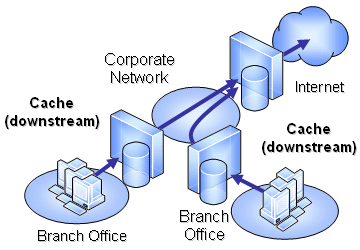 Corporate
Network
Internet
Cache
(downstream)
Cache
(downstream)
Branch Office
Branch
Office